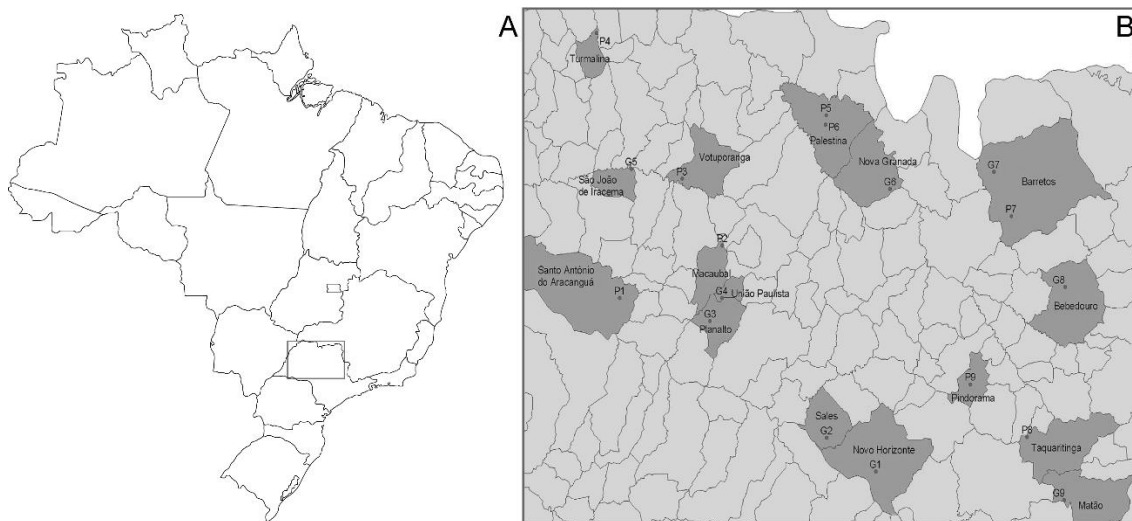 A
B
P4
Turmalina
P5
P6
Palestina
Votuporanga
Nova Granada
G5
P3
São João
de Iracema
G6
G7
Barretos
P7
P2
Santo Antônio
do Aracanguá
P1
Macaubal
G4
União Paulista
G3
Planalto
G8
Bebedouro
P9
Pindorama
Sales
G2
Novo Horizonte
G1
P8
Taquaritinga
G9
Matão